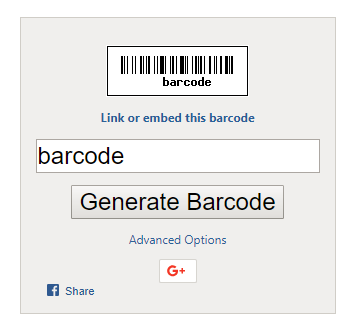 barcode
Link or embed this barcode
barcode
Generate Barcode
Advanced Options
G+
Share